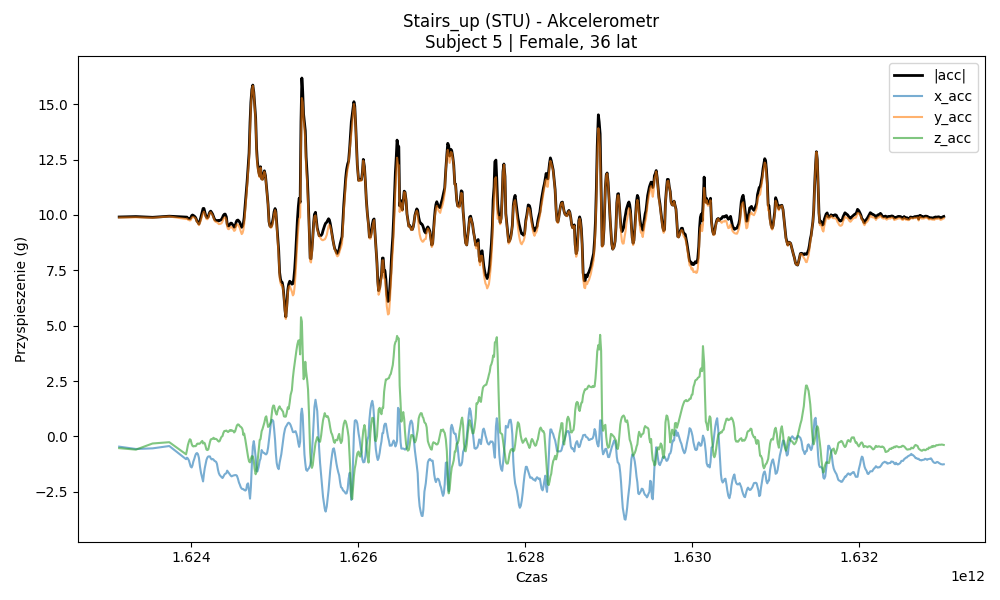 Stairs_up (STU) - Akcelerometr
Subject 5 | Female, 36 lat
|acc|
x_acc
y_acc
z_acc
Przyspieszenie (g)
15.0
12.5
10.0
7.5
5.0
2.5
0.0
−2.5
1.624
1.626
1.628
1.630
1.632
1e12
Czas